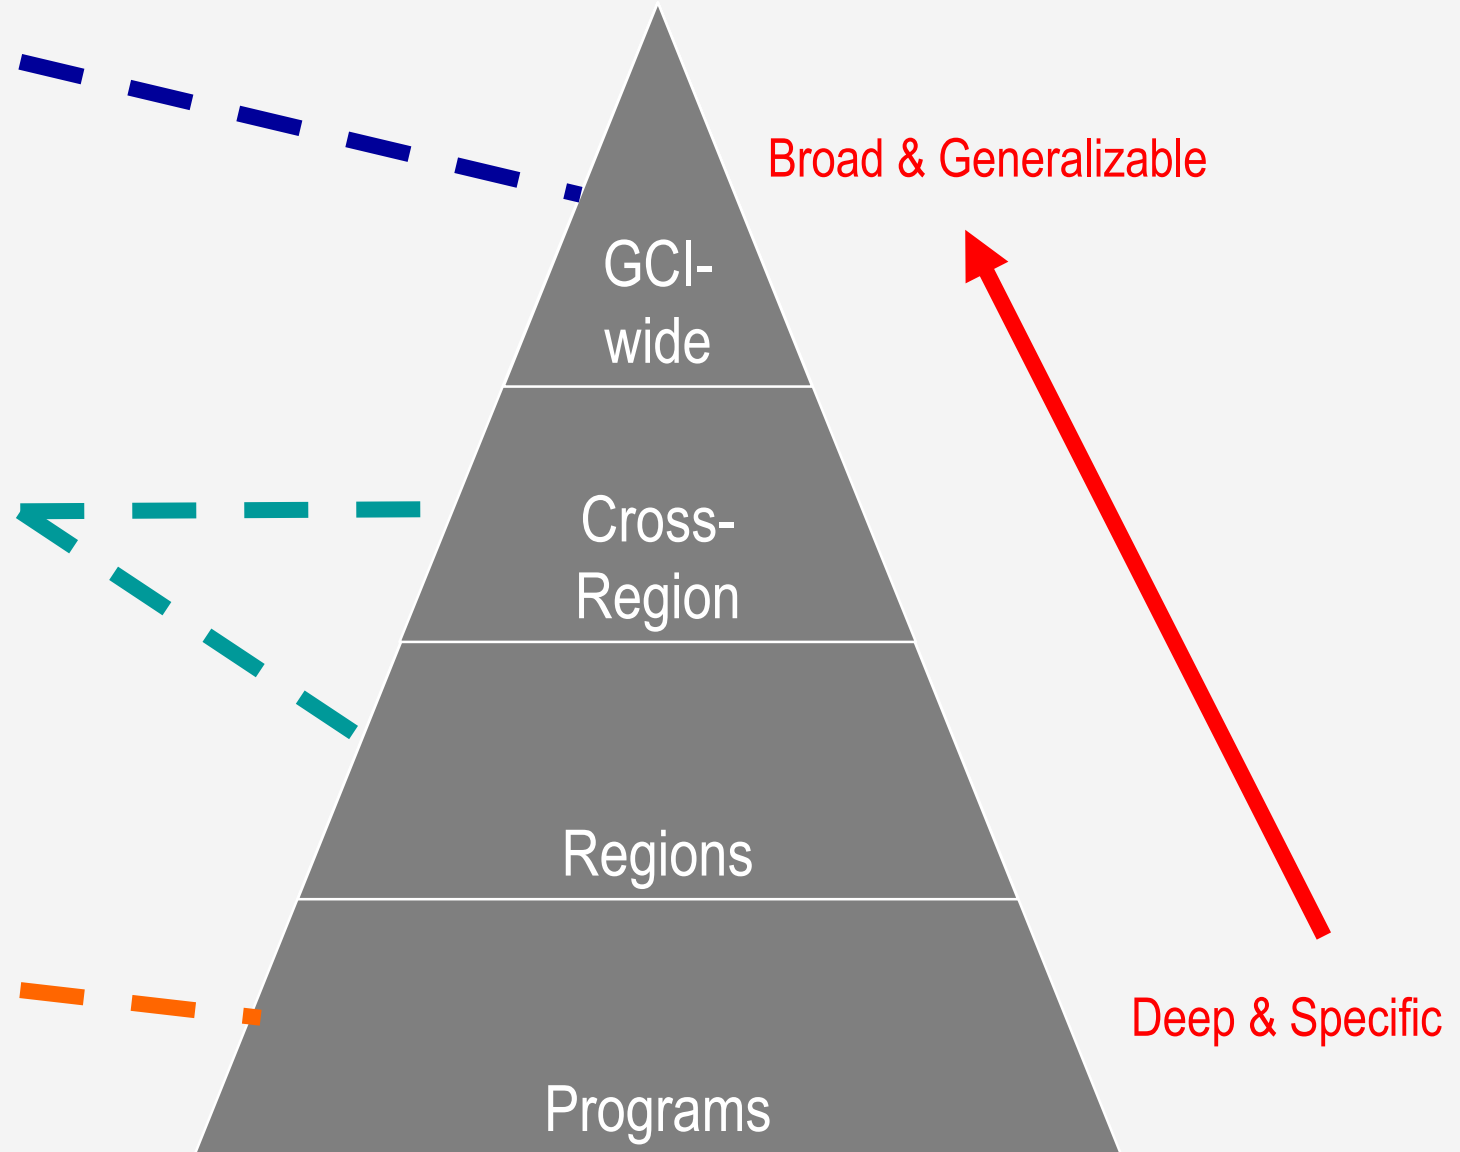 Broad & Generalizable
GCI-
wide
Cross-
Region
Regions
Deep & Specific
Programs